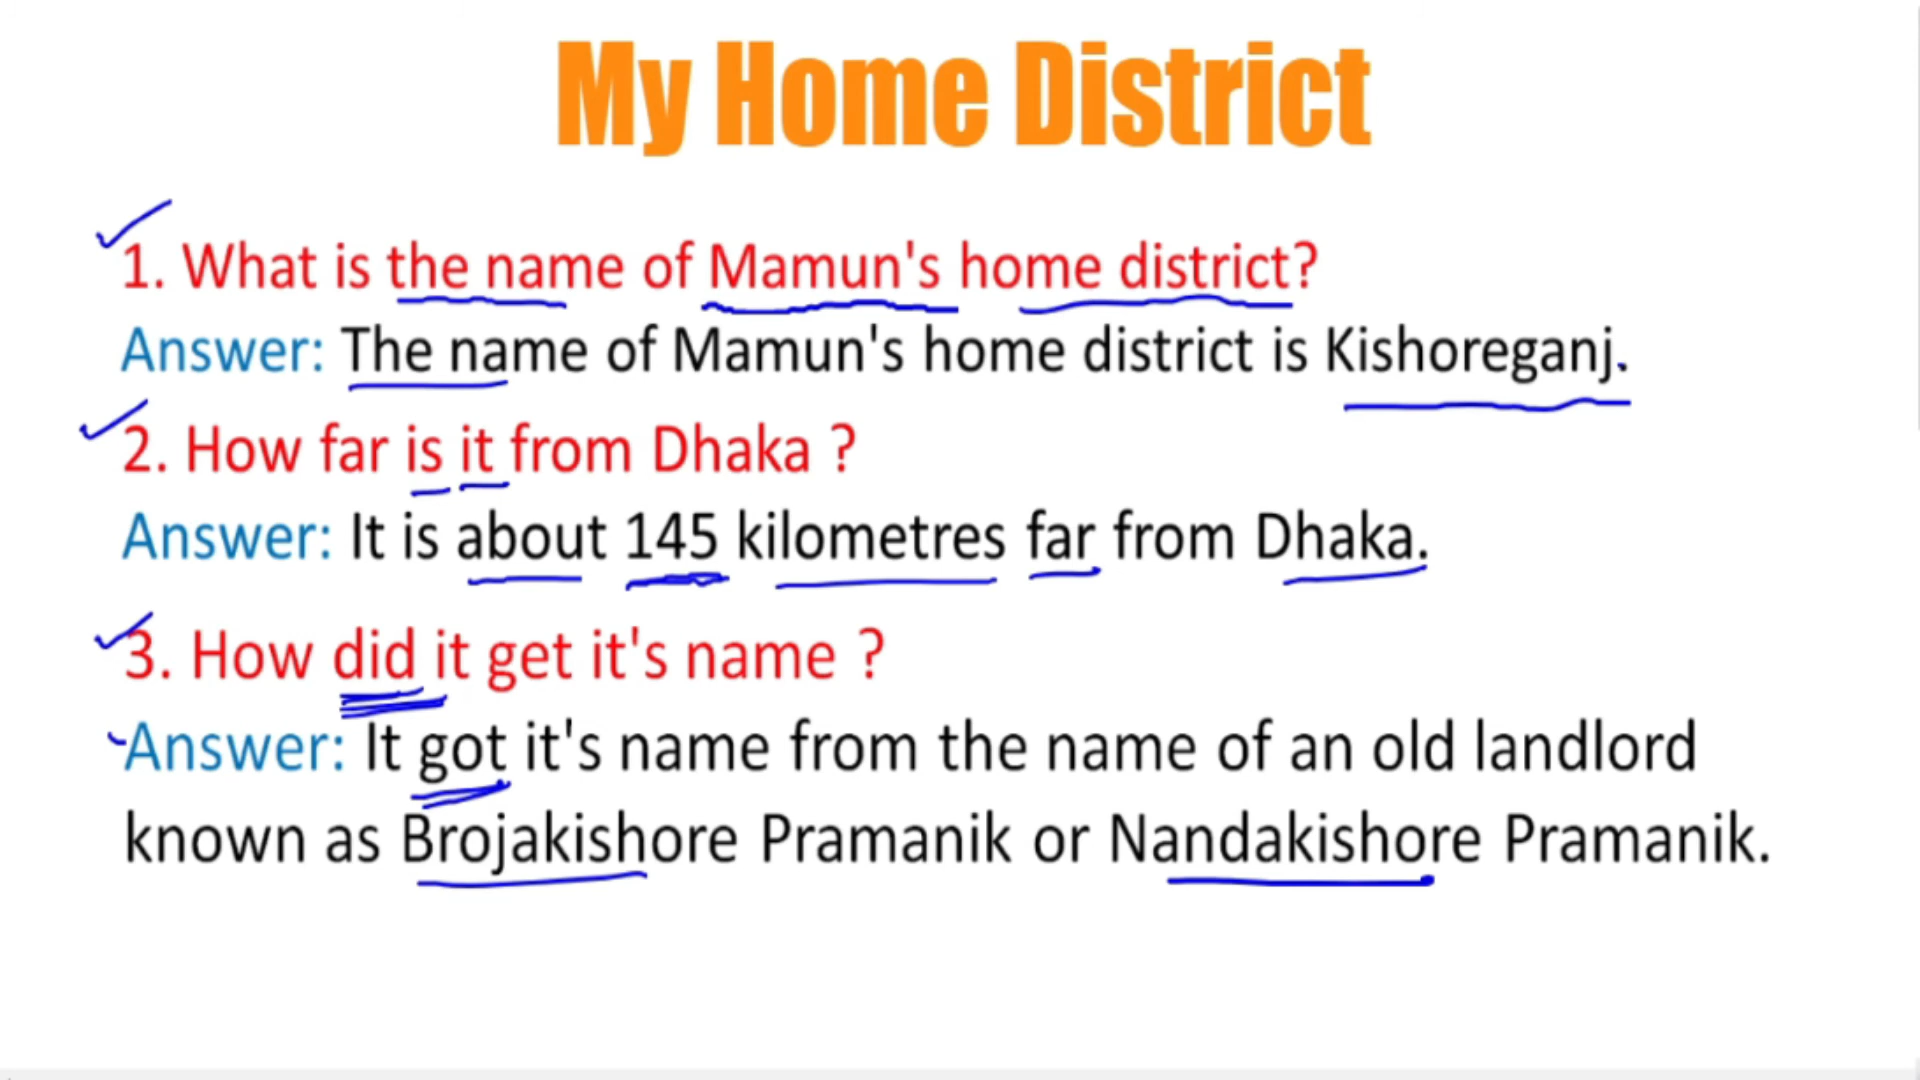 My Home District
1. What is the name of Mamun's home district?
Answer: The name of Mamun's home district is Kishoreganj.
2. How far is it from Dhaka ?
Answer: It is about 145 kilometres far from Dhaka.
3. How did it get it's name ?
Answer: It got it's name from the name of an old landlord
known as Brojakishore Pramanik or Nandakishore Pramanik.